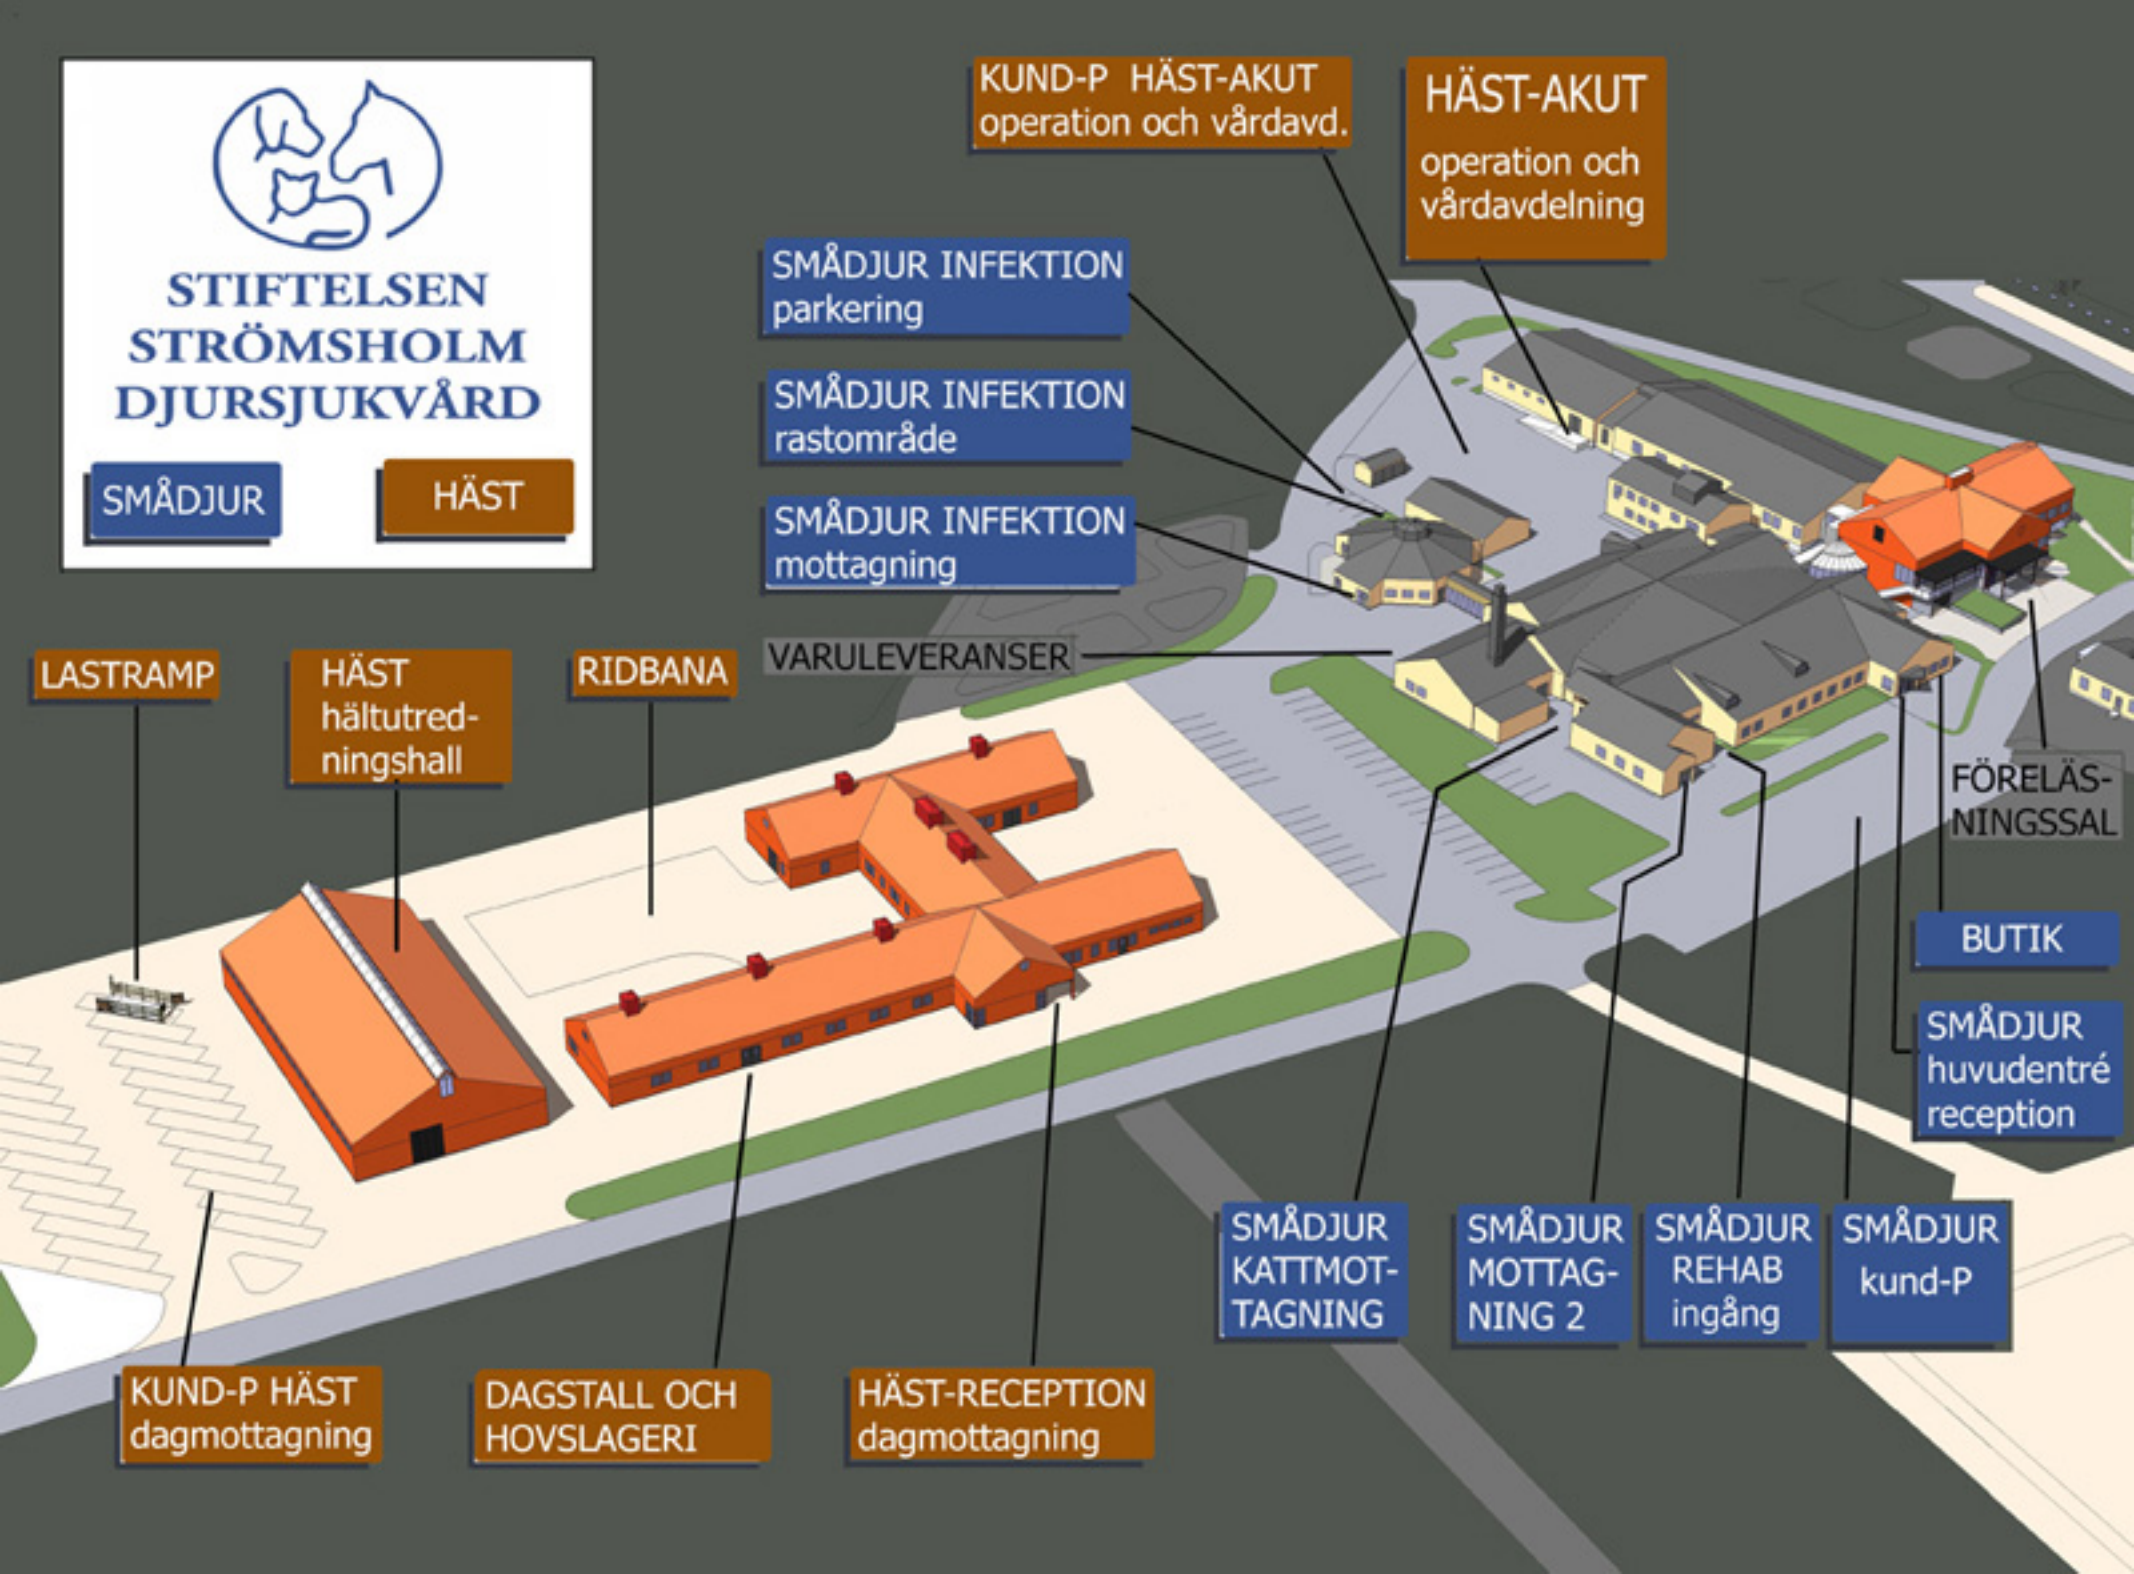 STIFTELSEN
STRÖMSHOLM
DJURSJUKVÅRD
SMÅDJUR
HÄST
KUND-P HÄST-AKUT
operation och vårdavd.
HÄST-AKUT
operation och
vårdavdelning
SMÅDJUR INFEKTION
parkering
SMÅDJUR INFEKTION
rastområde
SMÅDJUR INFEKTION
mottagning
VARULEVERANSER
LASTRAMP
HÄST
hältutred-
ningshall
RIDBANA
FÖRELÄS-
NINGSSAL
BUTIK
SMÅDJUR
huvudentré
reception
SMÅDJUR
KATTMOT-
TAGNING
SMÅDJUR
MOTTAG-
NING 2
SMÅDJUR
REHAB
ingång
SMÅDJUR
kund-P
KUND-P HÄST
dagmottagning
DAGSTALL OCH
HOVSLAGERI
HÄST-RECEPTION
dagmottagning